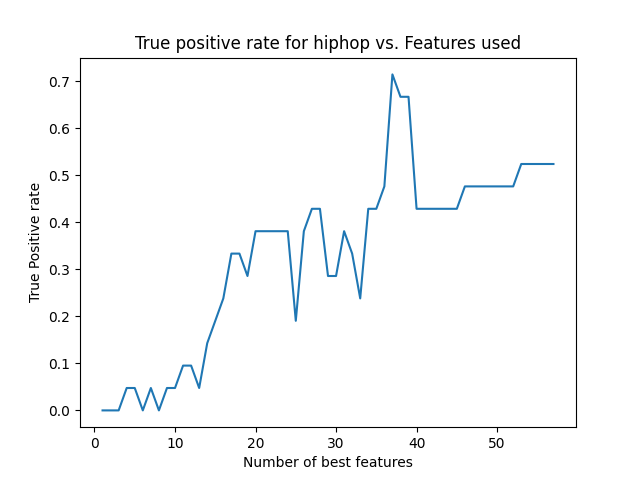 True positive rate for hiphop vs. Features used
0.7
0.6
0.5
0.4
0.3
0.2
0.1
0.0
True Positive rate
0 10 20 30 40 50
Number of best features